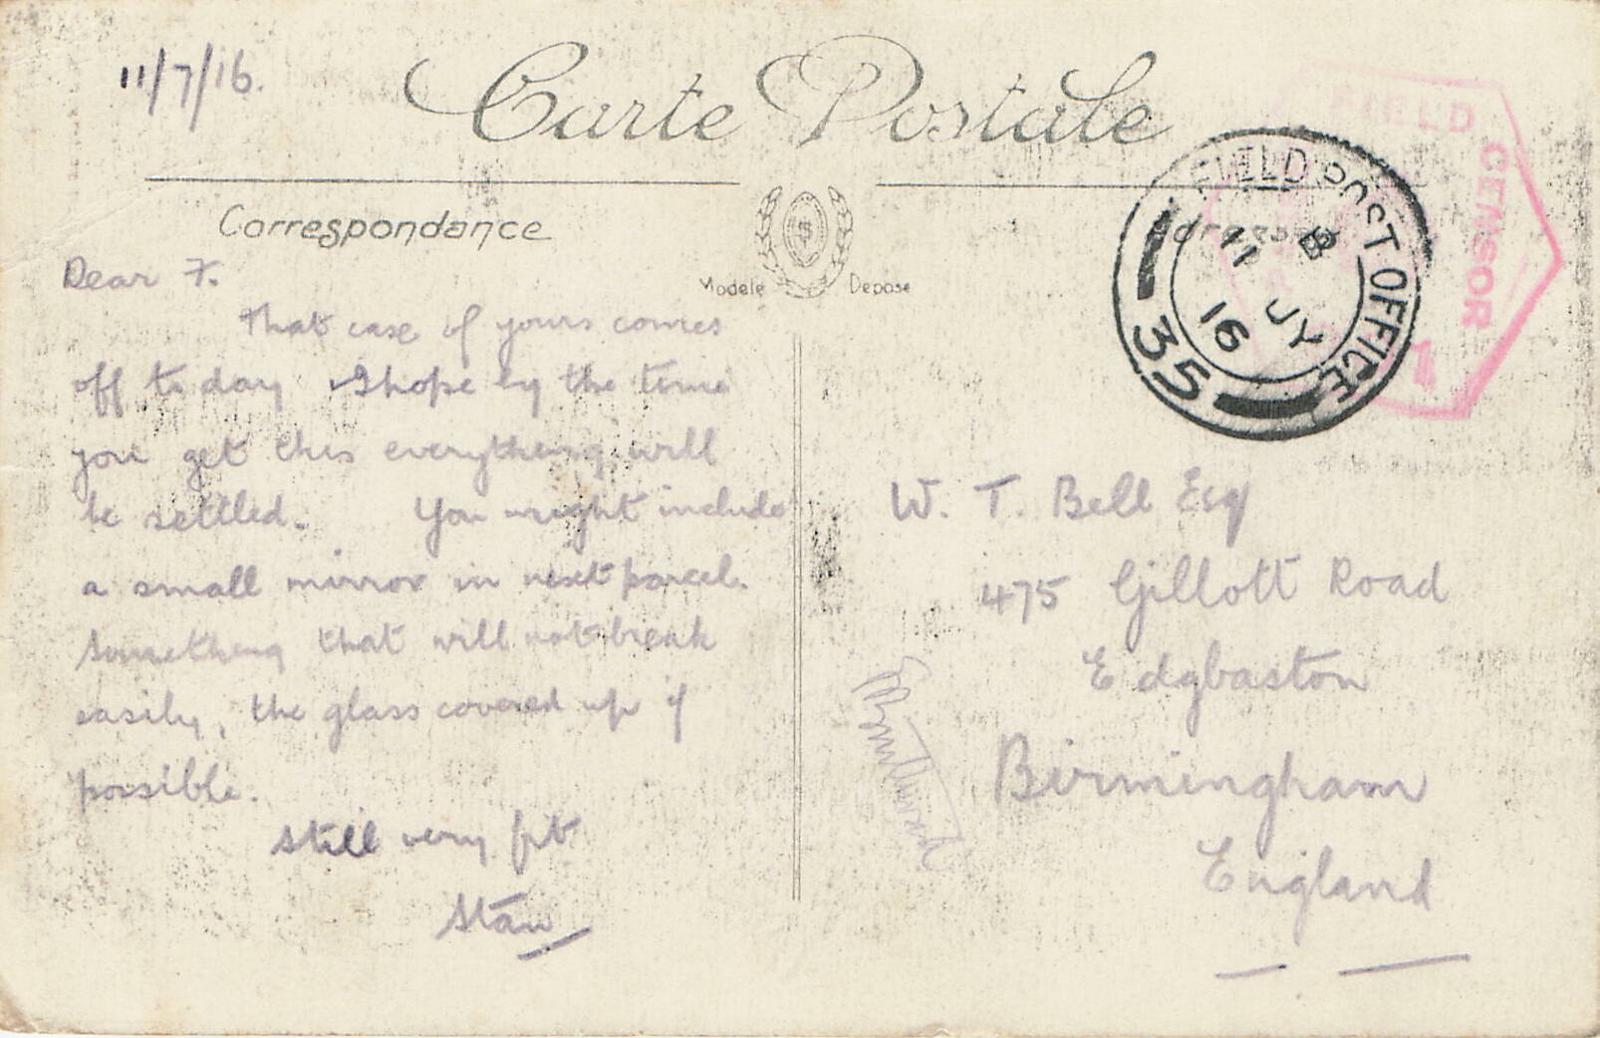 11/7/16.
Carte Postale
Correspondance
Modele Depose
Dear F.
That case of yours comes
off to day I hope by the time
you get this everything will
be settled. You might include
a small mirror in next parcel.
Something that will not break
easily, the glass covered up if
possible.
Still very fit
Stan
FIELD POST OFFICE
35
B
11 JY
16
FIELD CENSOR
1
W. T. Bell Esq
475 Gillott Road
Edgbaston
Birmingham
England